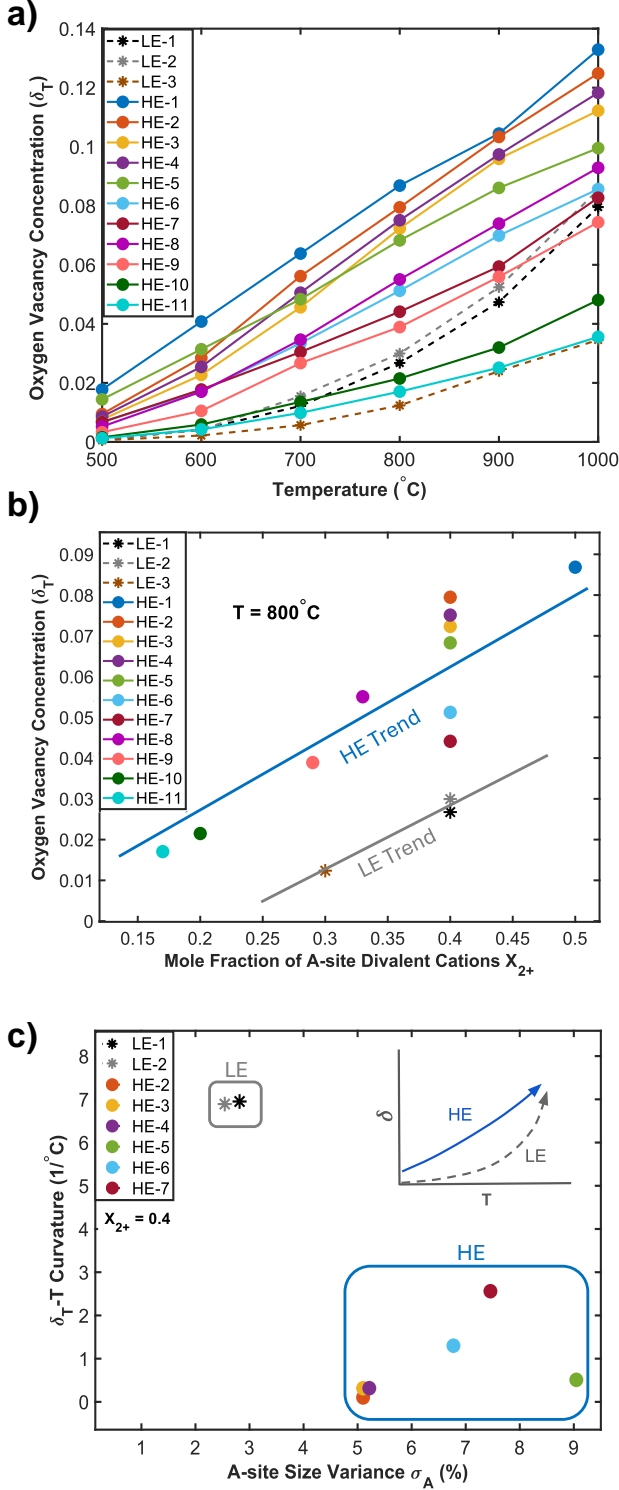 a)
Oxygen Vacancy Concentration (δ_T)
0.14
0.12
0.1
0.08
0.06
0.04
0.02
0
LE-1
LE-2
LE-3
HE-1
HE-2
HE-3
HE-4
HE-5
HE-6
HE-7
HE-8
HE-9
HE-10
HE-11
500 600 700 800 900 1000
Temperature (°C)
b)
Oxygen Vacancy Concentration (δ_T)
0.09
0.08
0.07
0.06
0.05
0.04
0.03
0.02
0.01
0
LE-1
LE-2
LE-3
HE-1
HE-2
HE-3
HE-4
HE-5
HE-6
HE-7
HE-8
HE-9
HE-10
HE-11
T = 800°C
HE Trend
LE Trend
0.15 0.2 0.25 0.3 0.35 0.4 0.45 0.5
Mole Fraction of A-site Divalent Cations X_2+
c)
δ_T-T Curvature (1/°C)
8
7
6
5
4
3
2
1
0
LE-1
LE-2
HE-2
HE-3
HE-4
HE-5
HE-6
HE-7
X_2+ = 0.4
LE
δ
HE
LE
T
HE
1 2 3 4 5 6 7 8 9
A-site Size Variance σ_A (%)